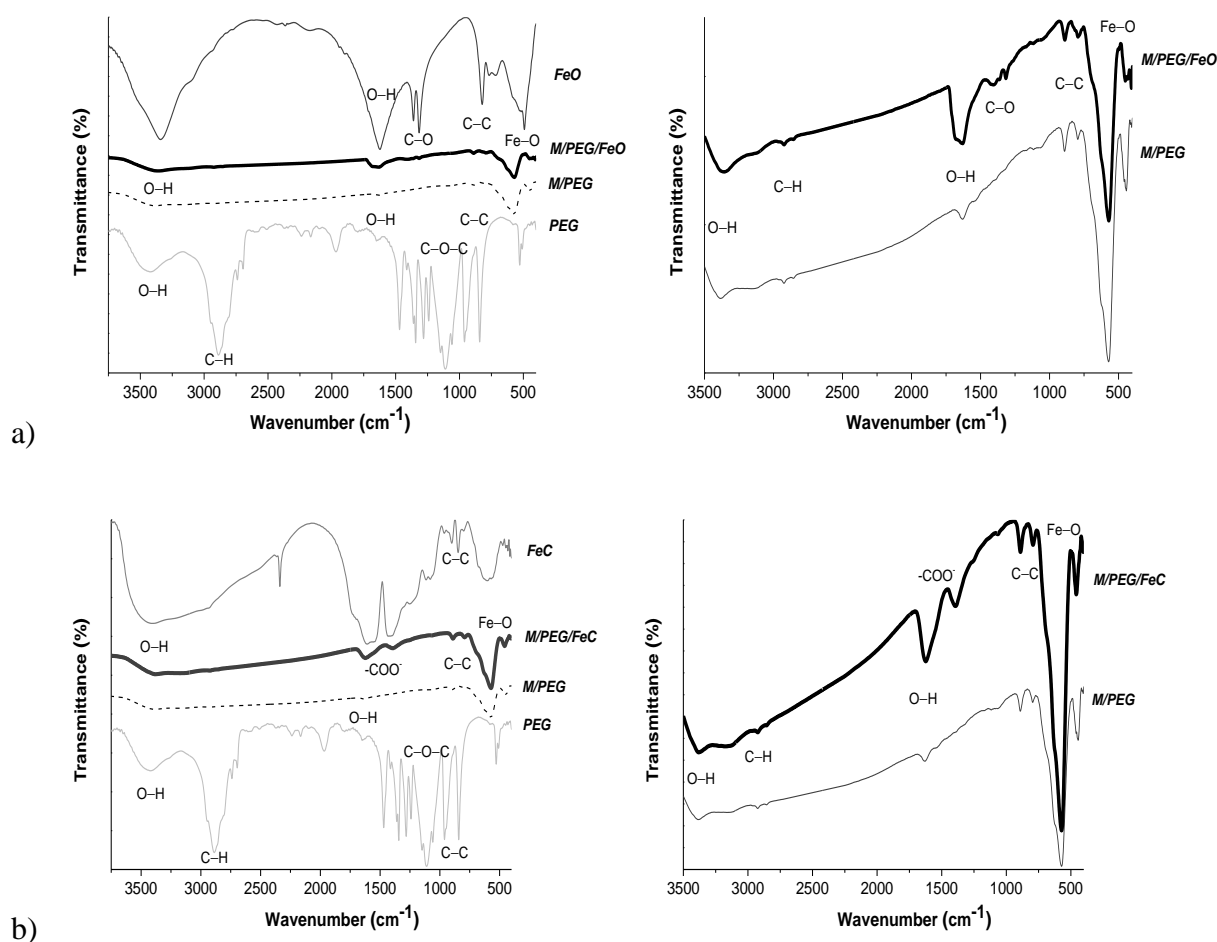 FeO
O–H
C–O
C–C
Fe–O
M/PEG/FeO
O–H
M/PEG
O–H
C–C
PEG
C–O–C
O–H
C–H
Transmittance (%)
3500 3000 2500 2000 1500 1000 500
Wavenumber (cm-1)
Fe–O
M/PEG/FeO
C–C
C–O
M/PEG
C–H
O–H
O–H
Transmittance (%)
3500 3000 2500 2000 1500 1000 500
Wavenumber (cm-1)
a)
FeC
C–C
O–H
Fe–O
M/PEG/FeC
-COO-
C–C
M/PEG
O–H
PEG
C–O–C
O–H
C–H
C–C
Transmittance (%)
3500 3000 2500 2000 1500 1000 500
Wavenumber (cm-1)
Fe–O
-COO-
C–C
M/PEG/FeC
O–H
M/PEG
C–H
O–H
Transmittance (%)
3500 3000 2500 2000 1500 1000 500
Wavenumber (cm-1)
b)